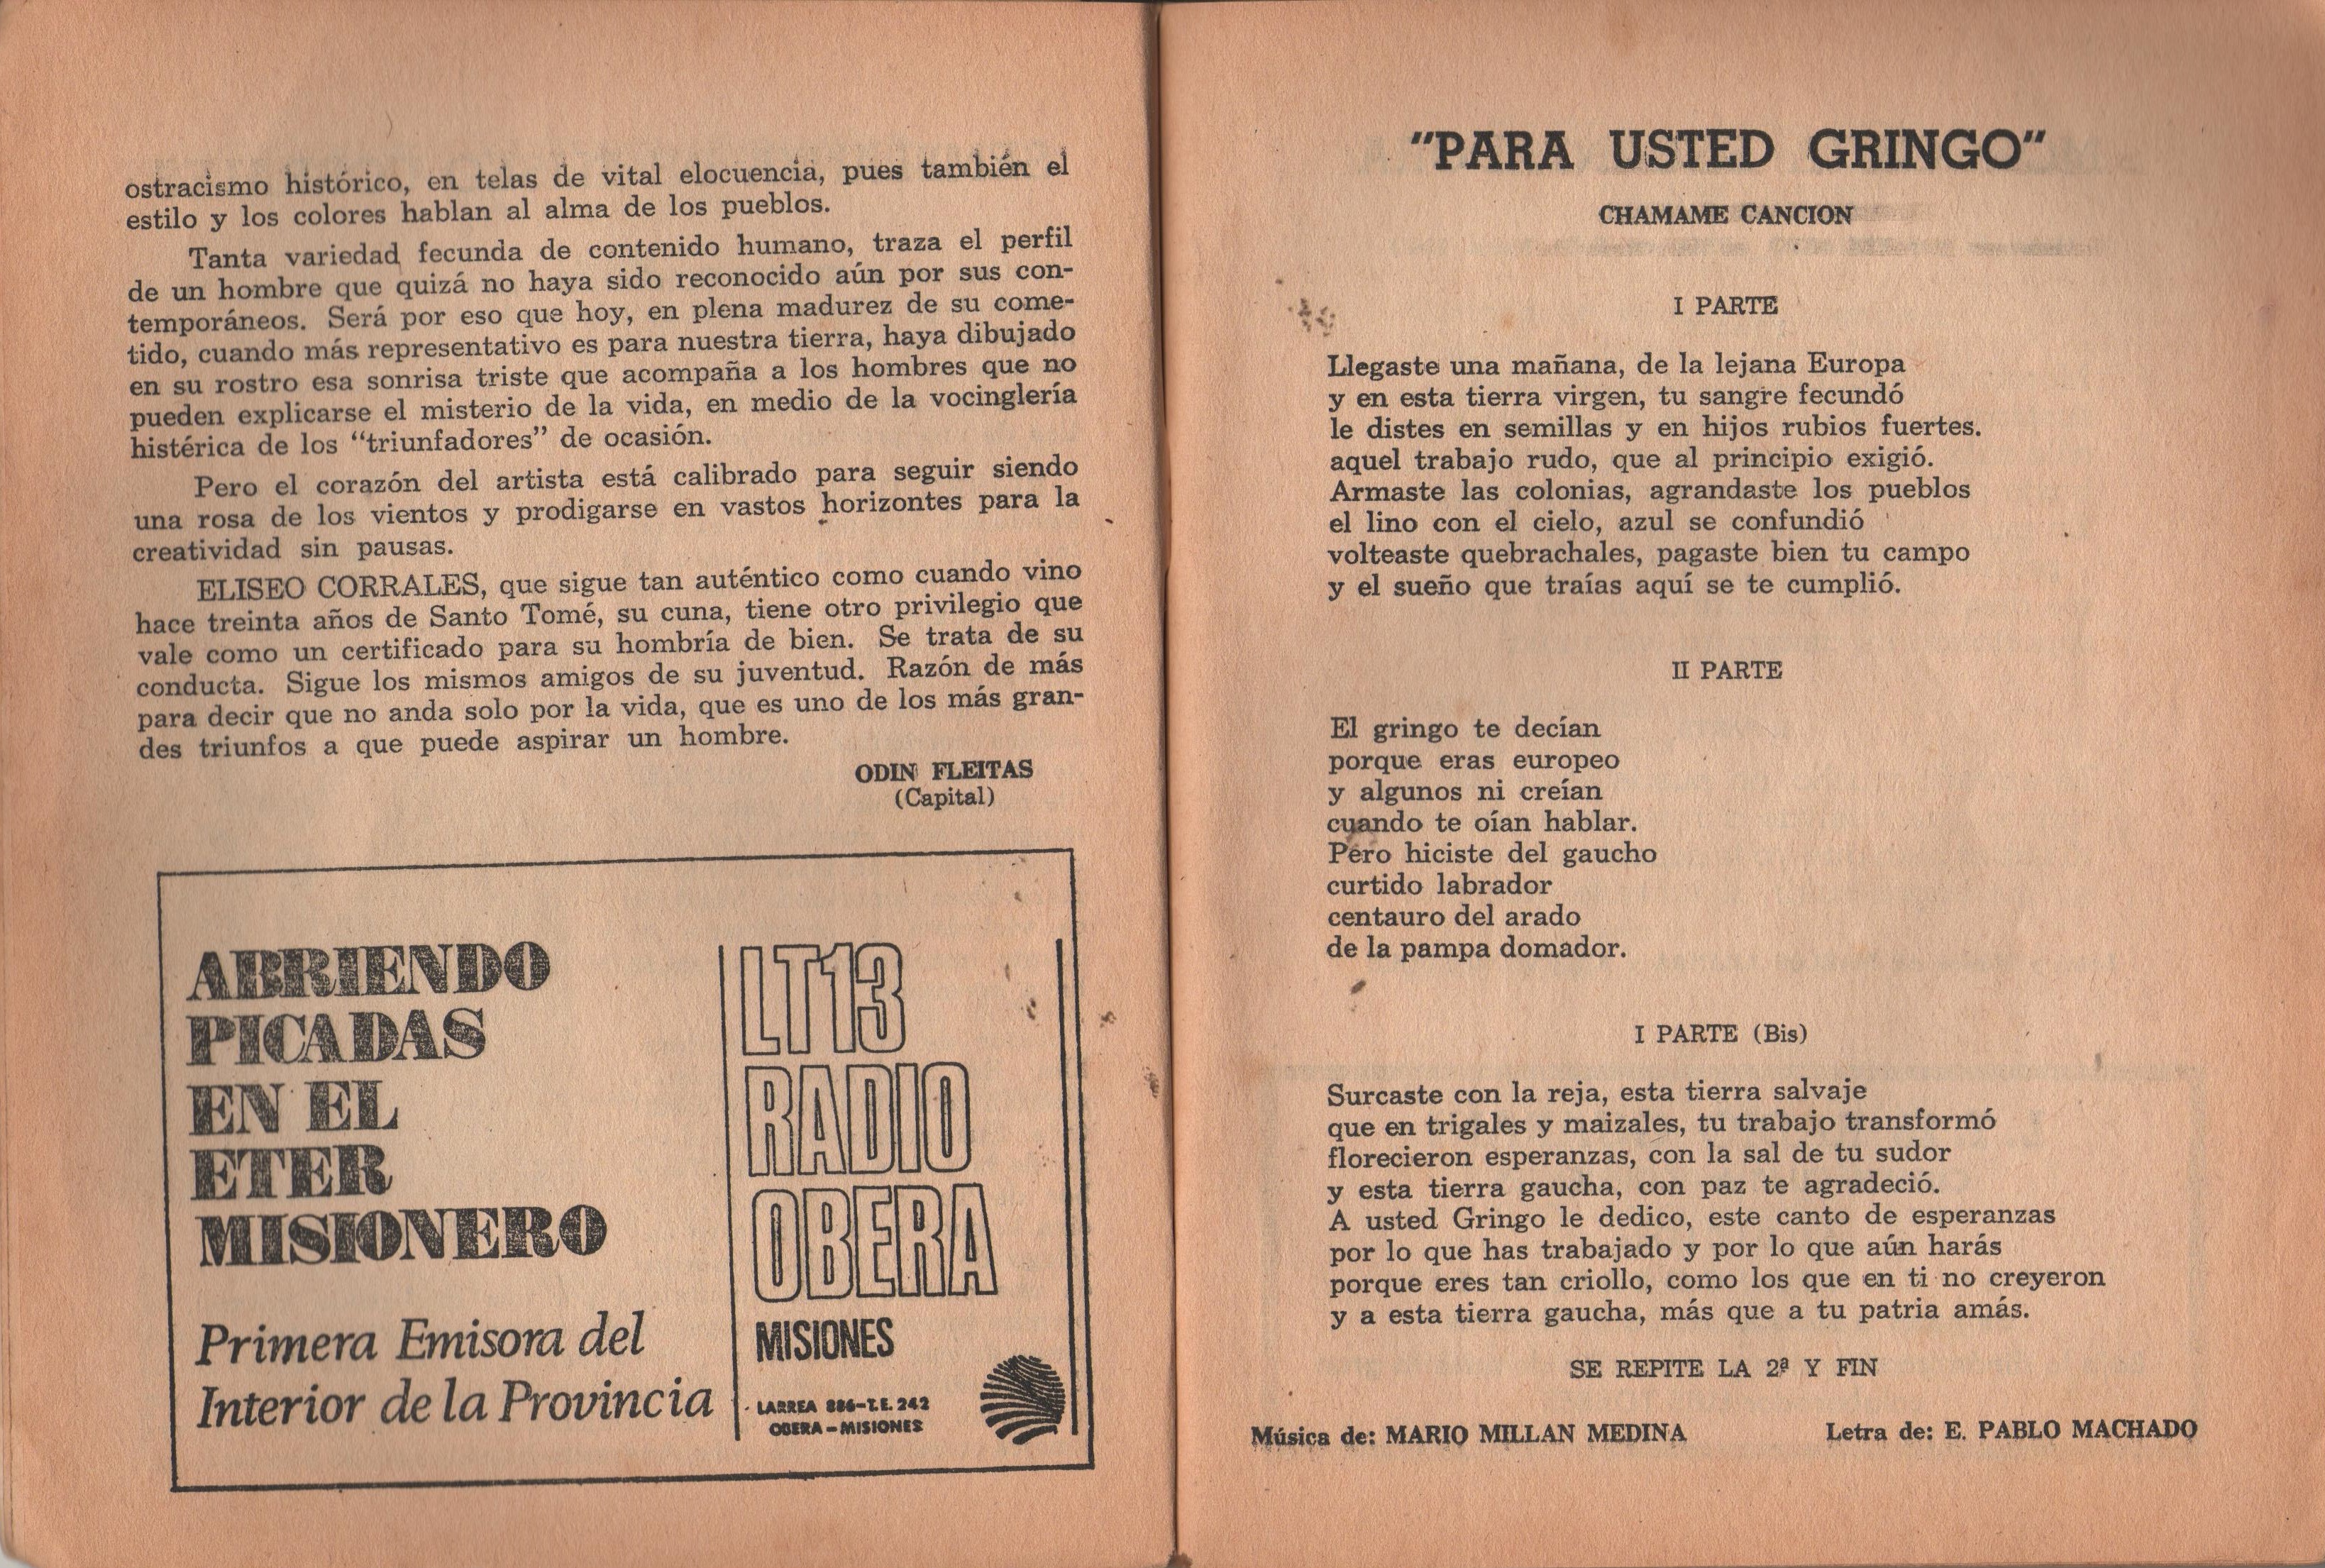 ostracismo histórico, en telas de vital elocuencia, pues también el
estilo y los colores hablan al alma de los pueblos.
Tanta variedad fecunda de contenido humano, traza el perfil
de un hombre que quizá no haya sido reconocido aún por sus con-
temporáneos. Será por eso que hoy, en plena madurez de su come-
tido, cuando más representativo es para nuestra tierra, haya dibujado
en su rostro esa sonrisa triste que acompaña a los hombres que no
pueden explicarse el misterio de la vida, en medio de la vocinglería
histérica de los "triunfadores" de ocasión.
Pero el corazón del artista está calibrado para seguir siendo
una rosa de los vientos y prodigarse en vastos horizontes para la
creatividad sin pausas.
ELISEO CORRALES, que sigue tan auténtico como cuando vino
hace treinta años de Santo Tomé, su cuna, tiene otro privilegio que
vale como un certificado para su hombría de bien. Se trata de su
conducta. Sigue los mismos amigos de su juventud. Razón de más
para decir que no anda solo por la vida, que es uno de los más gran-
des triunfos a que puede aspirar un hombre.
ODIN FLEITAS
(Capital)
ABRIENDO
PICADAS
EN EL
ETER
MISIONERO
Primera Emisora del
Interior de la Provincia
LT13
RADIO
OBERA
MISIONES
LARREA 886-T.E. 242
OBERA-MISIONES
"PARA USTED GRINGO"
CHAMAME CANCION
I PARTE
Llegaste una mañana, de la lejana Europa
y en esta tierra virgen, tu sangre fecundó
le distes en semillas y en hijos rubios fuertes.
aquel trabajo rudo, que al principio exigió.
Armaste las colonias, agrandaste los pueblos
el lino con el cielo, azul se confundió
volteaste quebrachales, pagaste bien tu campo
y el sueño que traías aquí se te cumplió.
II PARTE
El gringo te decían
porque eras europeo
y algunos ni creían
cuando te oían hablar.
Pero hiciste del gaucho
curtido labrador
centauro del arado
de la pampa domador.
I PARTE (Bis)
Surcaste con la reja, esta tierra salvaje
que en trigales y maizales, tu trabajo transformó
florecieron esperanzas, con la sal de tu sudor
y esta tierra gaucha, con paz te agradeció.
A usted Gringo le dedico, este canto de esperanzas
por lo que has trabajado y por lo que aún harás
porque eres tan criollo, como los que en ti no creyeron
y a esta tierra gaucha, más que a tu patria amás.
SE REPITE LA 2ª Y FIN
Música de: MARIO MILLAN MEDINA
Letra de: E. PABLO MACHADO